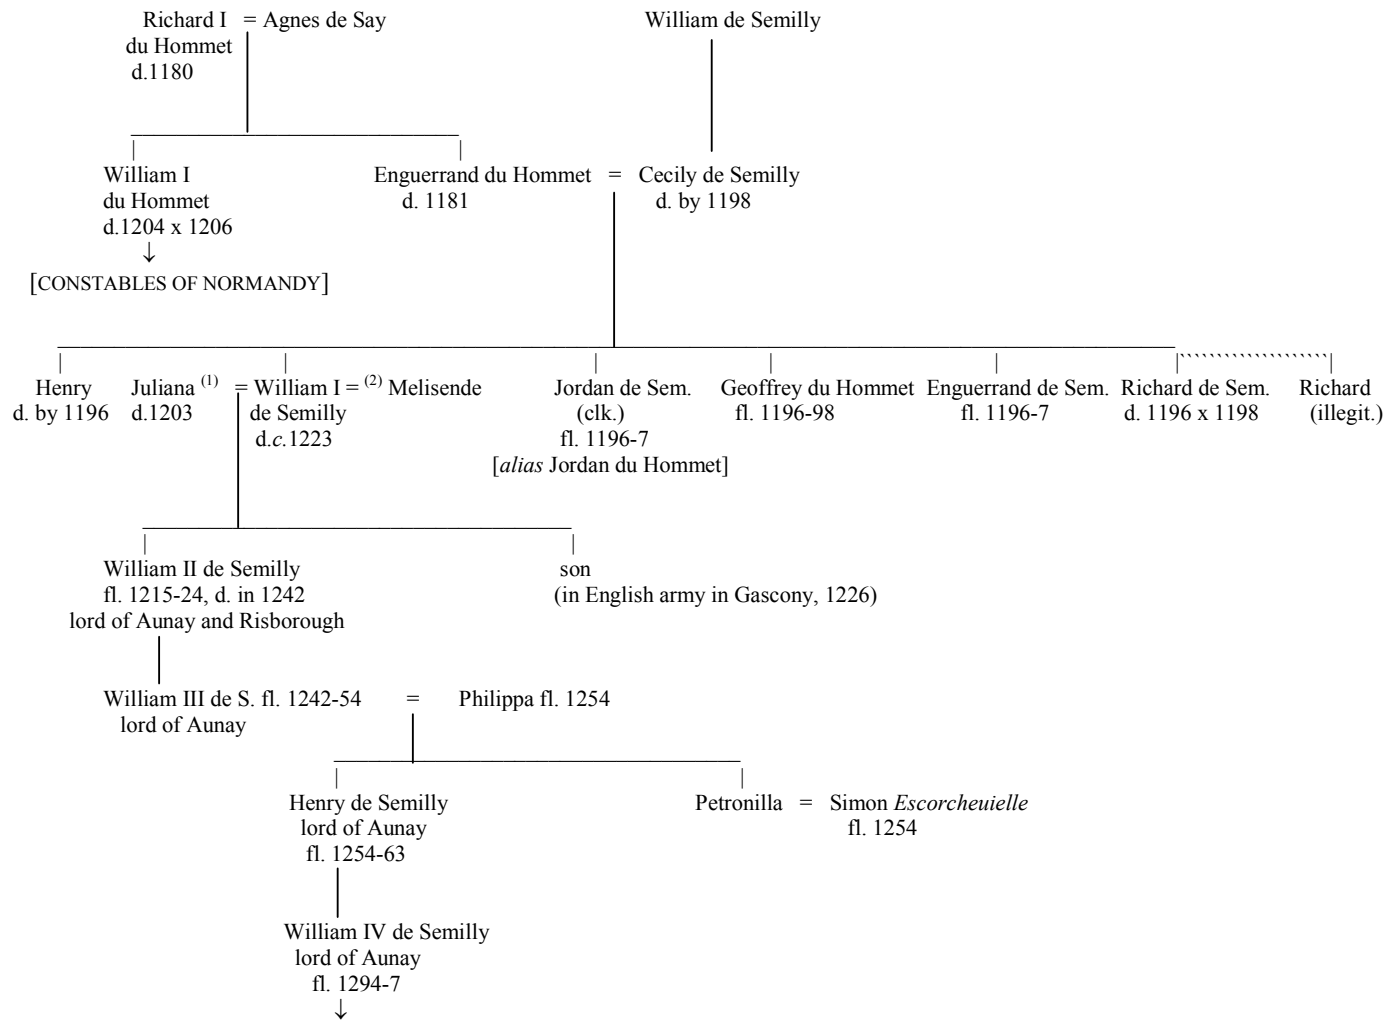 Richard I = Agnes de Say William de Semilly
du Hommet
d.1180
William I Enguerrand du Hommet = Cecily de Semilly
du Hommet d. 1181 d. by 1198
d.1204 x 1206
↓
[CONSTABLES OF NORMANDY]
Henry Juliana (1) = William I = (2) Melisende Jordan de Sem. Geoffrey du Hommet Enguerrand de Sem. Richard de Sem. Richard
d. by 1196 d.1203 de Semilly (clk.) fl. 1196-98 fl. 1196-7 d. 1196 x 1198 (illegit.)
d.c.1223 fl. 1196-7
[alias Jordan du Hommet]
William II de Semilly son
fl. 1215-24, d. in 1242 (in English army in Gascony, 1226)
lord of Aunay and Risborough
William III de S. fl. 1242-54 = Philippa fl. 1254
lord of Aunay
Henry de Semilly Petronilla = Simon Escorcheuielle
lord of Aunay fl. 1254
fl. 1254-63
William IV de Semilly
lord of Aunay
fl. 1294-7
↓